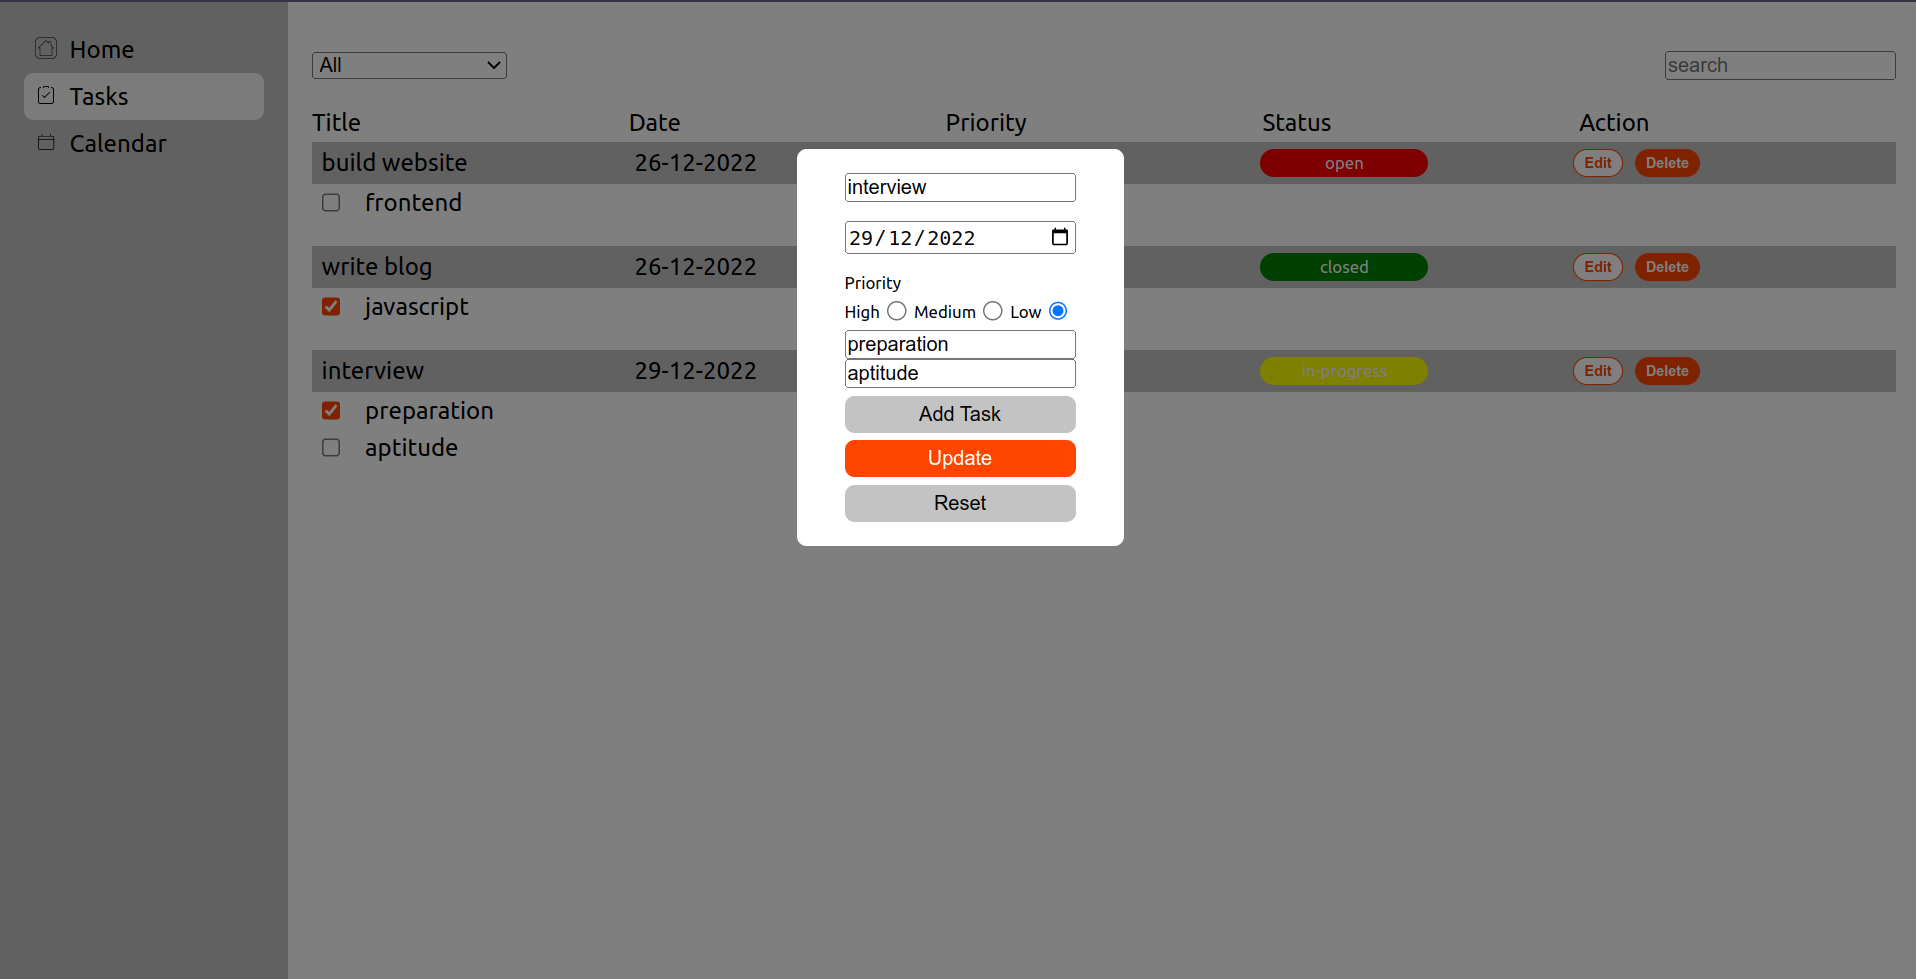 Home
Tasks
Calendar
All
search
Title Date Priority Status Action
build website 26-12-2022 open Edit Delete
frontend
write blog 26-12-2022 closed Edit Delete
javascript
interview 29-12-2022 in-progress Edit Delete
preparation
aptitude
interview
29/12/2022
Priority
High Medium Low
preparation
aptitude
Add Task
Update
Reset